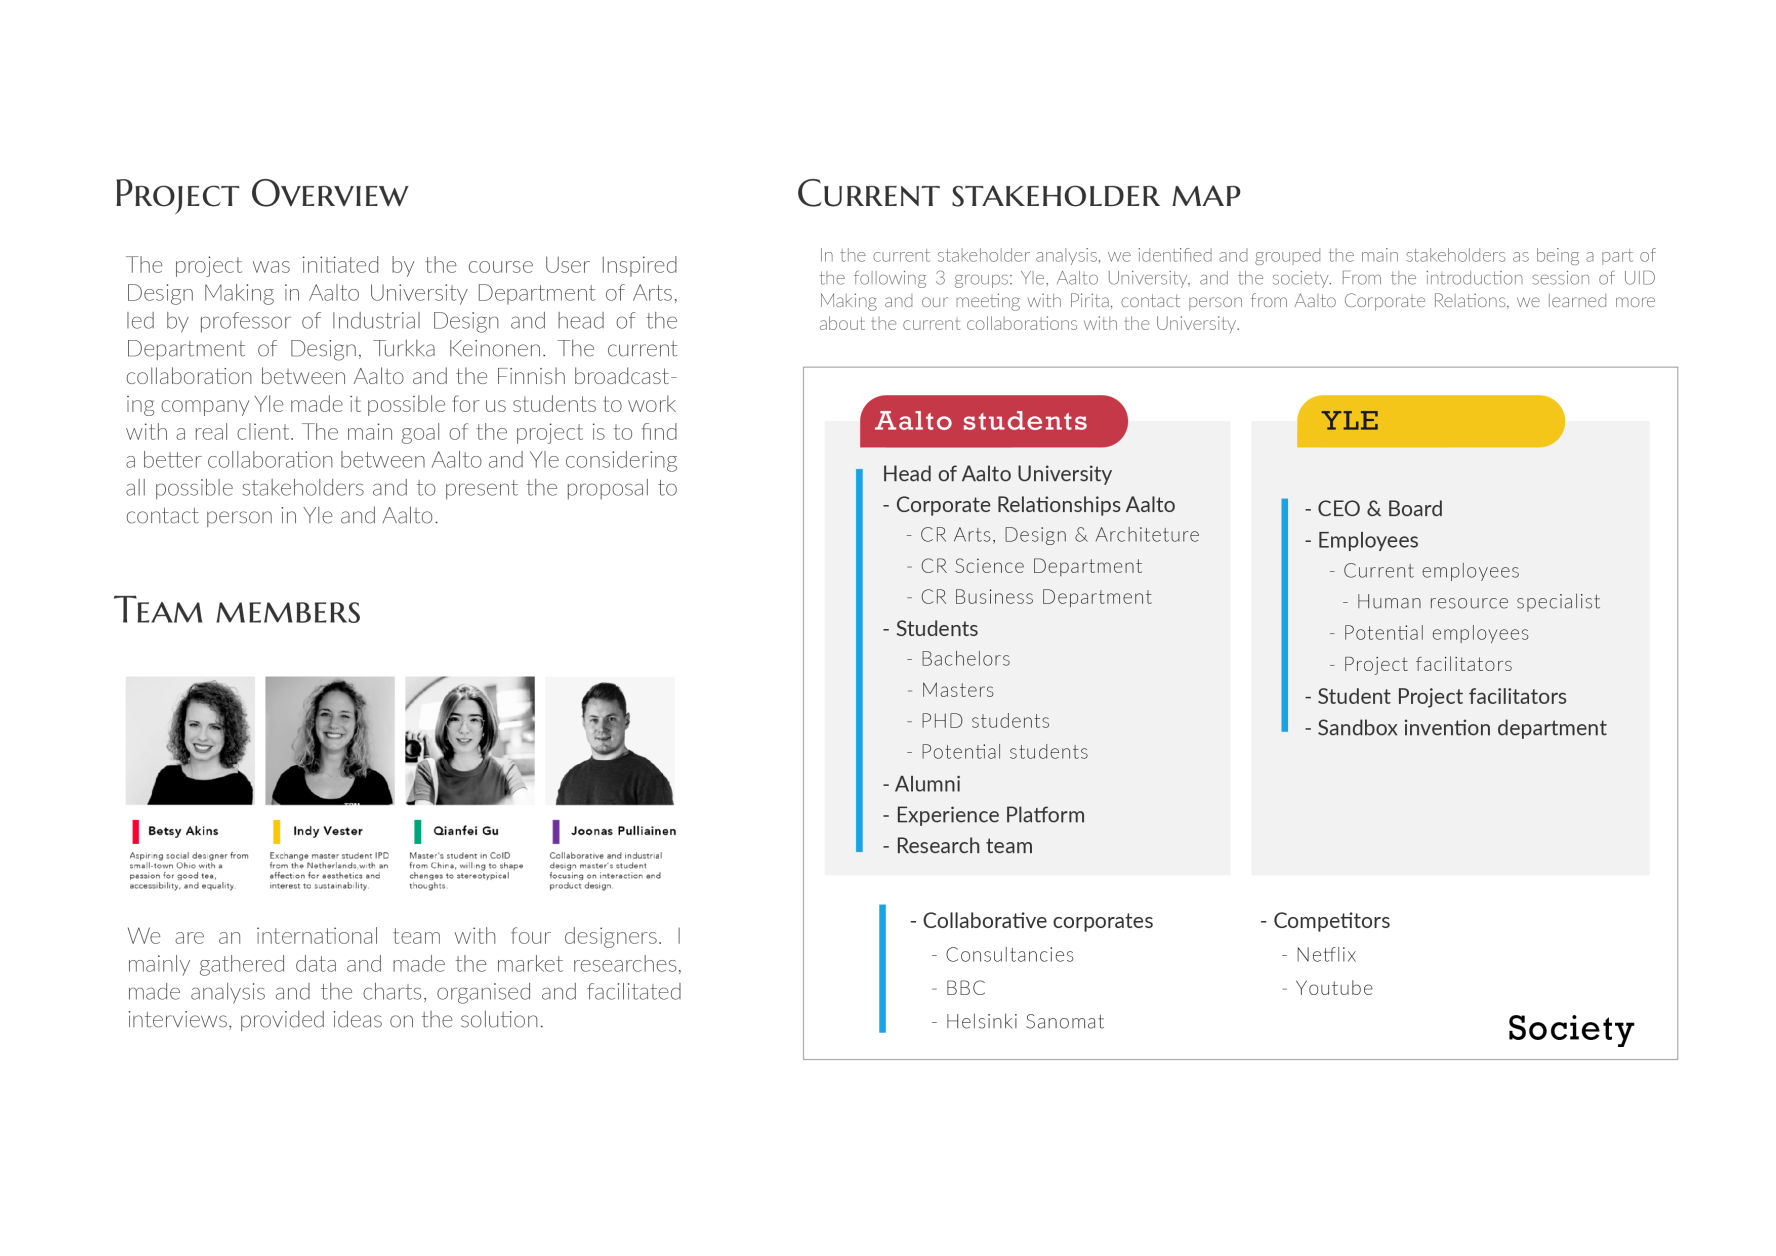 Project Overview
The project was initiated by the course User Inspired
Design Making in Aalto University Department of Arts,
led by professor of Industrial Design and head of the
Department of Design, Turkka Keinonen. The current
collaboration between Aalto and the Finnish broadcast-
ing company Yle made it possible for us students to work
with a real client. The main goal of the project is to find
a better collaboration between Aalto and Yle considering
all possible stakeholders and to present the proposal to
contact person in Yle and Aalto.
Team members
Betsy Akins
Aspiring social designer from
small-town Ohio with a
passion for good tea,
accessibility, and equality.
Indy Vester
Exchange master student IPD
from the Netherlands,with an
affection for aesthetics and
interest to sustainability.
Qianfei Gu
Master's student in CoID
from China, willing to shape
changes to stereotypical
thoughts.
Joonas Pulliainen
Collaborative and industrial
design master's student
focusing on interaction and
product design.
We are an international team with four designers. I
mainly gathered data and made the market researches,
made analysis and the charts, organised and facilitated
interviews, provided ideas on the solution.
Current stakeholder map
In the current stakeholder analysis, we identified and grouped the main stakeholders as being a part of
the following 3 groups: Yle, Aalto University, and the society. From the introduction session of UID
Making and our meeting with Pirita, contact person from Aalto Corporate Relations, we learned more
about the current collaborations with the University.
Aalto students
Head of Aalto University
- Corporate Relationships Aalto
- CR Arts, Design & Architeture
- CR Science Department
- CR Business Department
- Students
- Bachelors
- Masters
- PHD students
- Potential students
- Alumni
- Experience Platform
- Research team
YLE
- CEO & Board
- Employees
- Current employees
- Human resource specialist
- Potential employees
- Project facilitators
- Student Project facilitators
- Sandbox invention department
- Collaborative corporates
- Consultancies
- BBC
- Helsinki Sanomat
- Competitors
- Netflix
- Youtube
Society